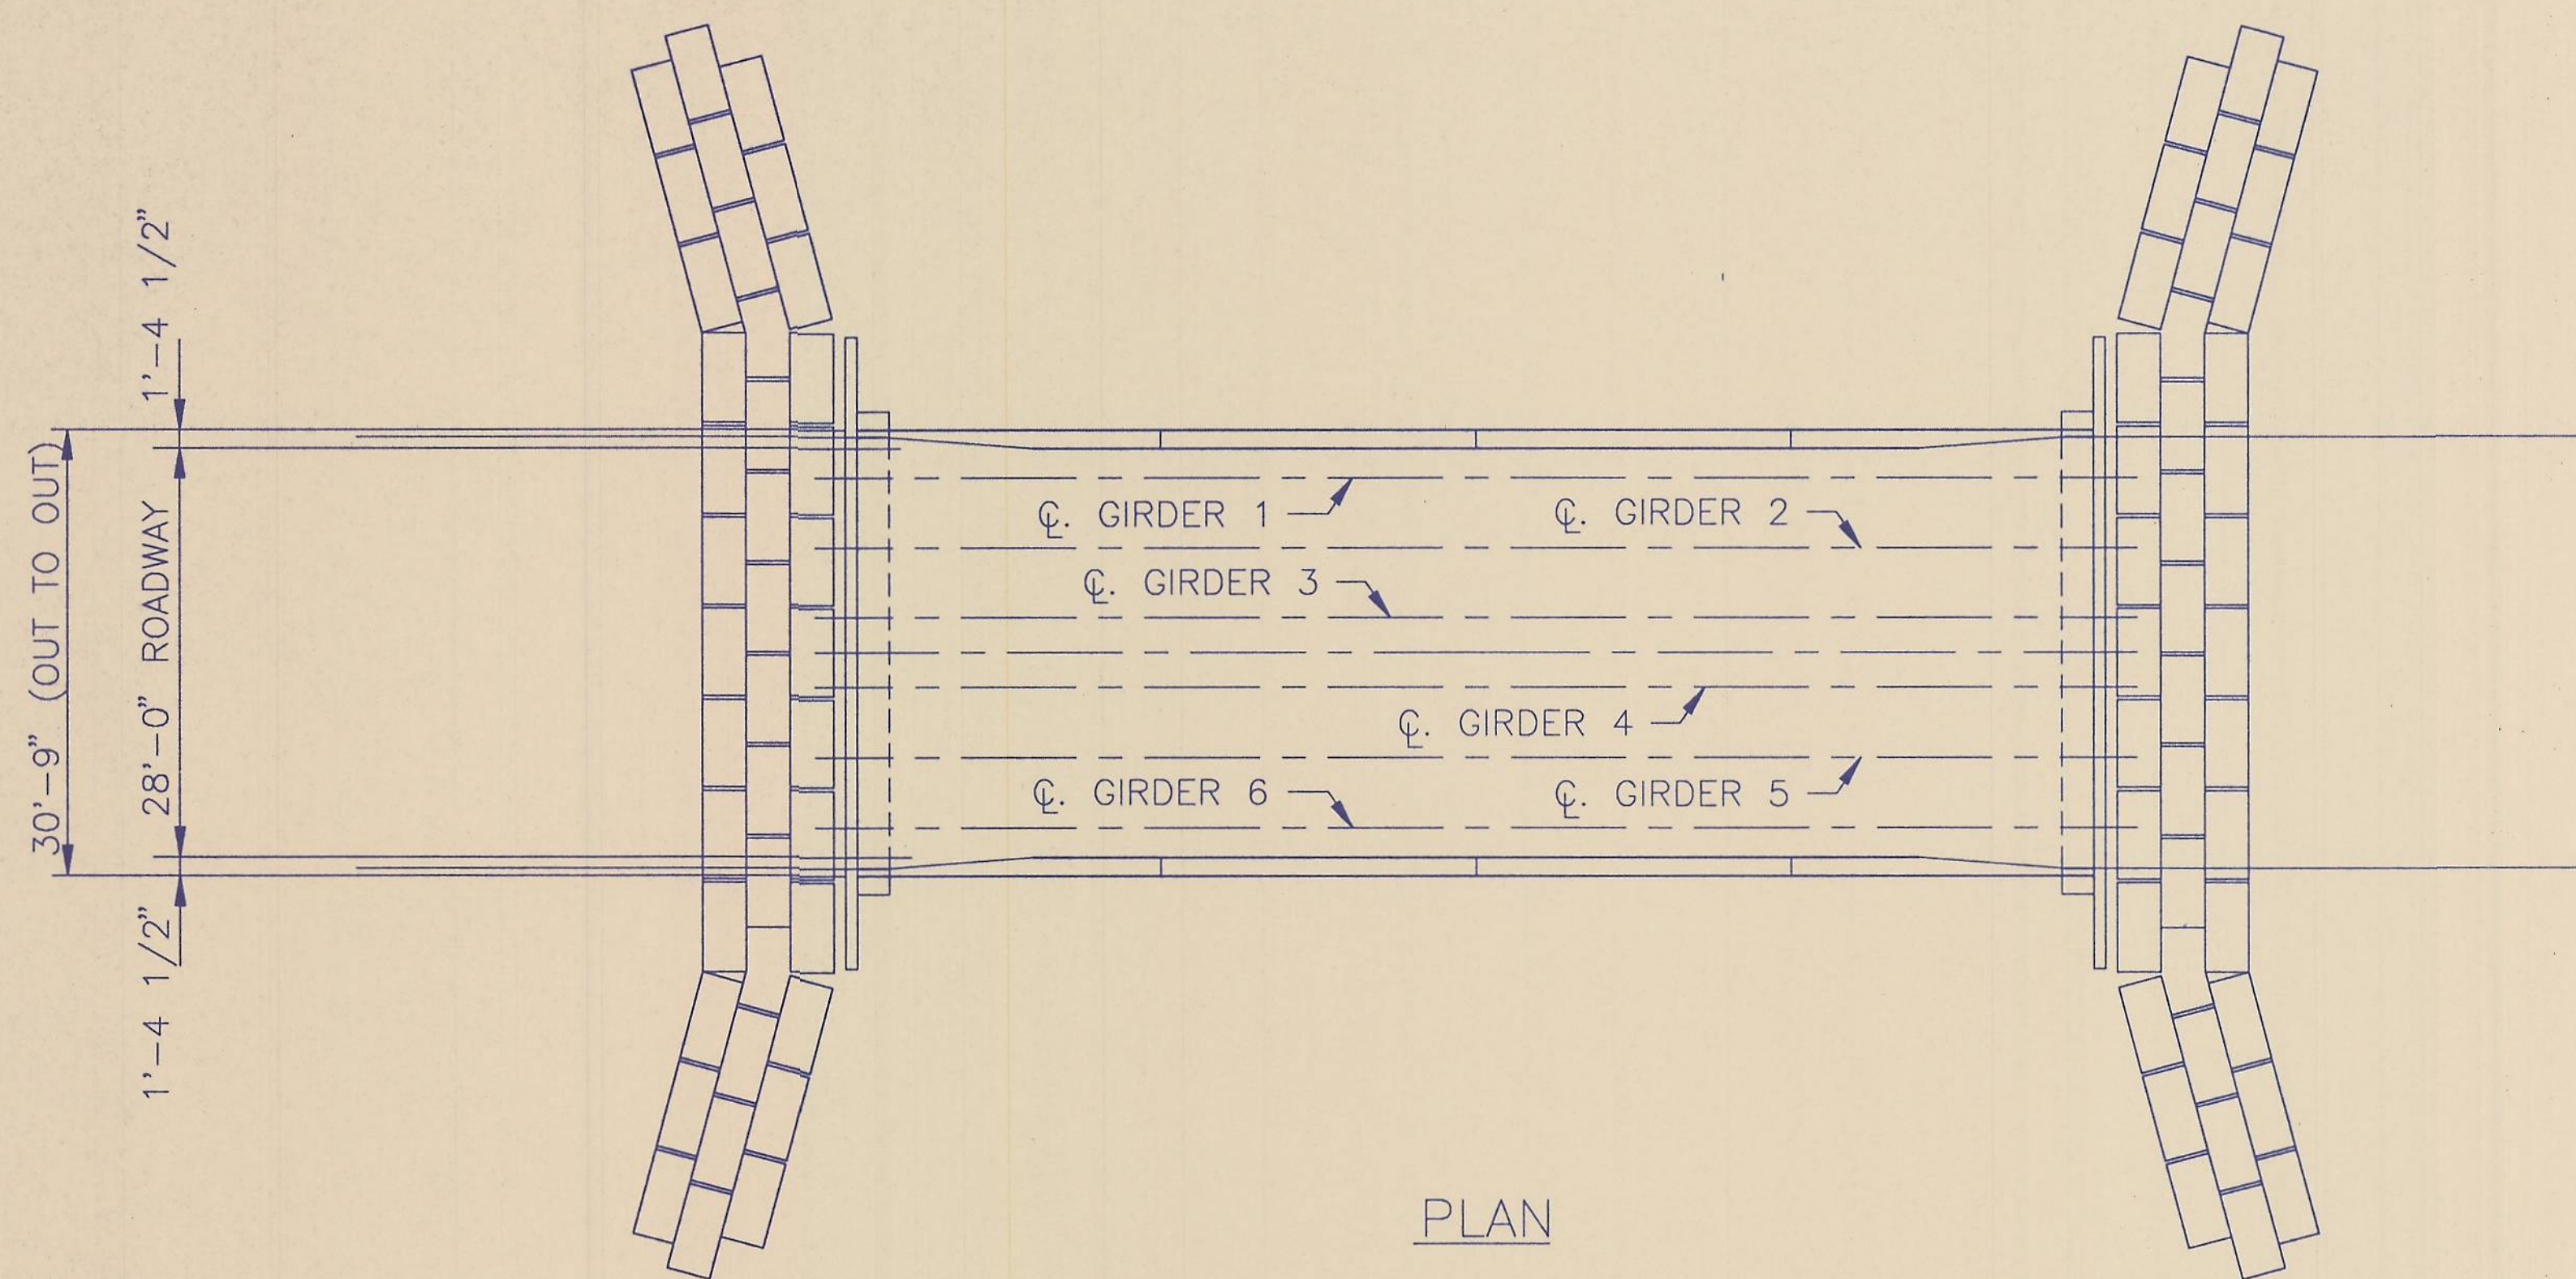 1'-4 1/2"
30'-9" (OUT TO OUT)
28'-0" ROADWAY
1'-4 1/2"
℄. GIRDER 1
℄. GIRDER 2
℄. GIRDER 3
℄. GIRDER 4
℄. GIRDER 6
℄. GIRDER 5
PLAN